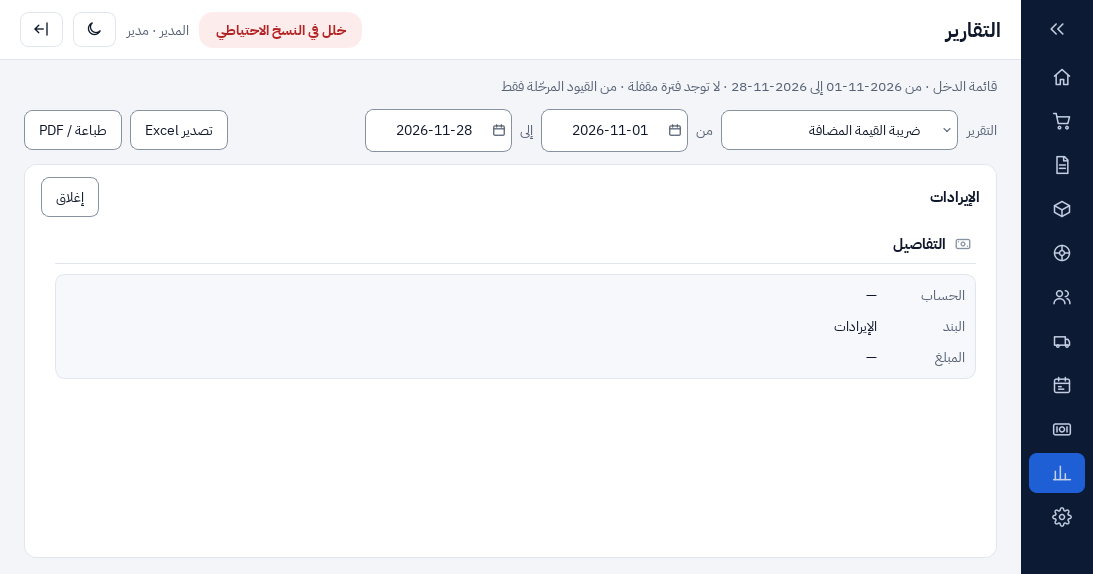 التقارير
خلل في النسخ الاحتياطي
المدير · مدير
قائمة الدخل · من 2026-11-01 إلى 2026-11-28 · لا توجد فترة مقفلة · من القيود المرحّلة فقط
التقرير
ضريبة القيمة المضافة
من
2026-11-01
إلى
2026-11-28
تصدير Excel
طباعة / PDF
الإيرادات
إغلاق
التفاصيل
الحساب —
البند الإيرادات
المبلغ —